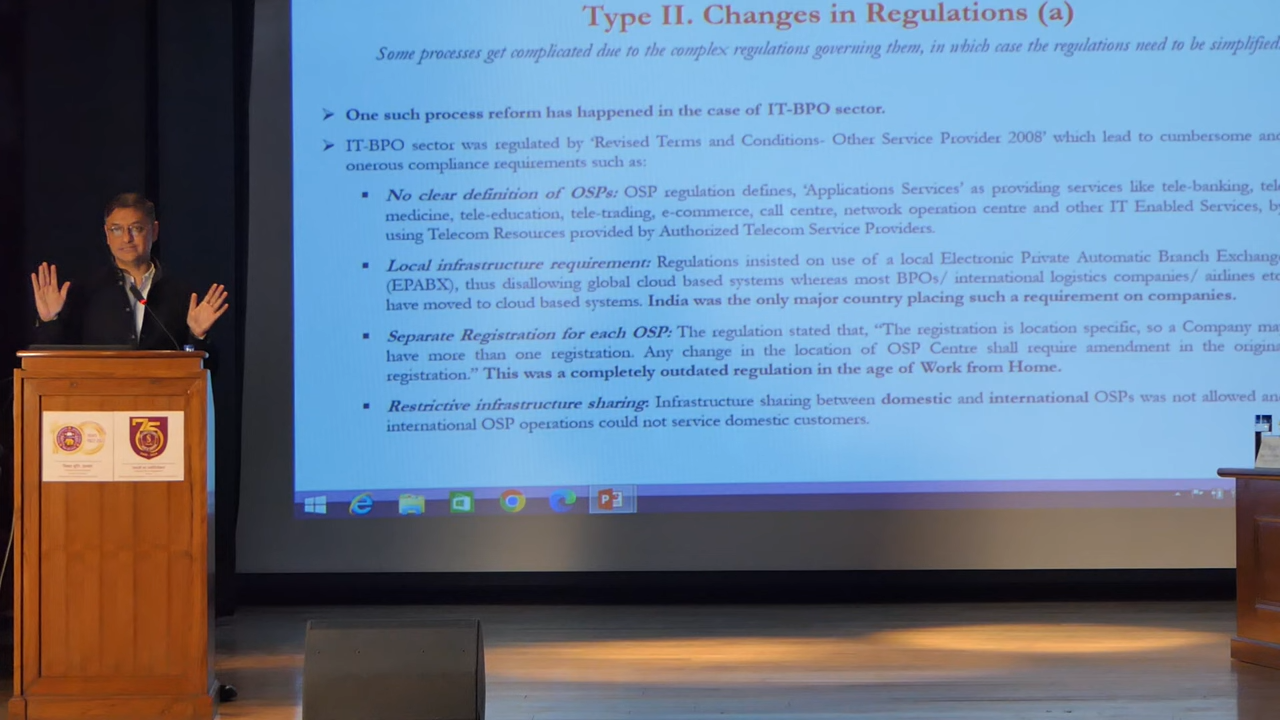 Type II. Changes in Regulations (a)
Some processes get complicated due to the complex regulations governing them, in which case the regulations need to be simplified.
➤ One such process reform has happened in the case of IT-BPO sector.
➤ IT-BPO sector was regulated by ‘Revised Terms and Conditions- Other Service Provider 2008’ which lead to cumbersome and
onerous compliance requirements such as:
▪ No clear definition of OSPs: OSP regulation defines, ‘Applications Services’ as providing services like tele-banking, tel
medicine, tele-education, tele-trading, e-commerce, call centre, network operation centre and other IT Enabled Services, b
using Telecom Resources provided by Authorized Telecom Service Providers.
▪ Local infrastructure requirement: Regulations insisted on use of a local Electronic Private Automatic Branch Exchang
(EPABX), thus disallowing global cloud based systems whereas most BPOs/ international logistics companies/ airlines etc
have moved to cloud based systems. India was the only major country placing such a requirement on companies.
▪ Separate Registration for each OSP: The regulation stated that, “The registration is location specific, so a Company ma
have more than one registration. Any change in the location of OSP Centre shall require amendment in the origina
registration.” This was a completely outdated regulation in the age of Work from Home.
▪ Restrictive infrastructure sharing: Infrastructure sharing between domestic and international OSPs was not allowed an
international OSP operations could not service domestic customers.
75